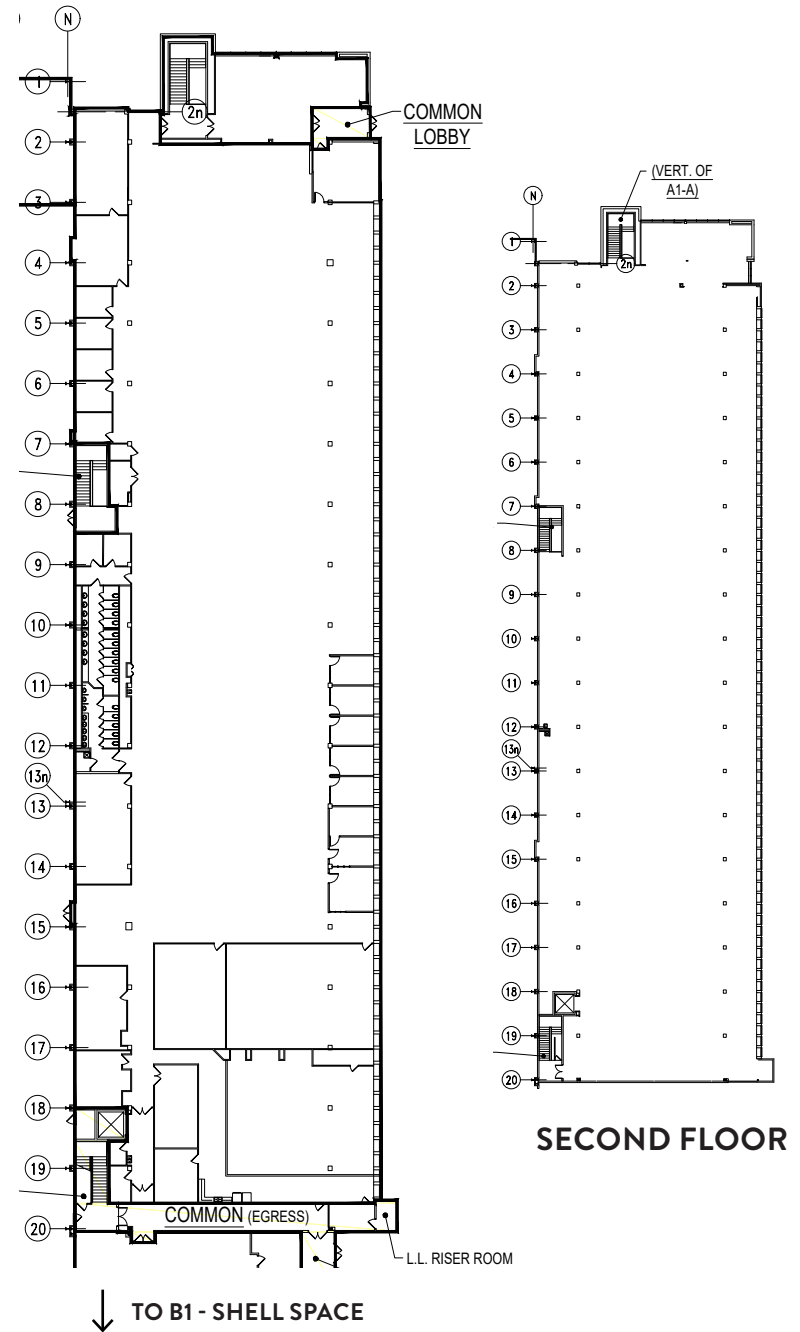 N
1
2n
COMMON
LOBBY
2
3
4
5
6
7
8
9
10
11
12
13n
13
14
15
16
17
18
19
20
COMMON (EGRESS)
L.L. RISER ROOM
TO B1 - SHELL SPACE
(VERT. OF
A1-A)
N
1
2n
2
3
4
5
6
7
8
9
10
11
12
13n
13
14
15
16
17
18
19
20
SECOND FLOOR